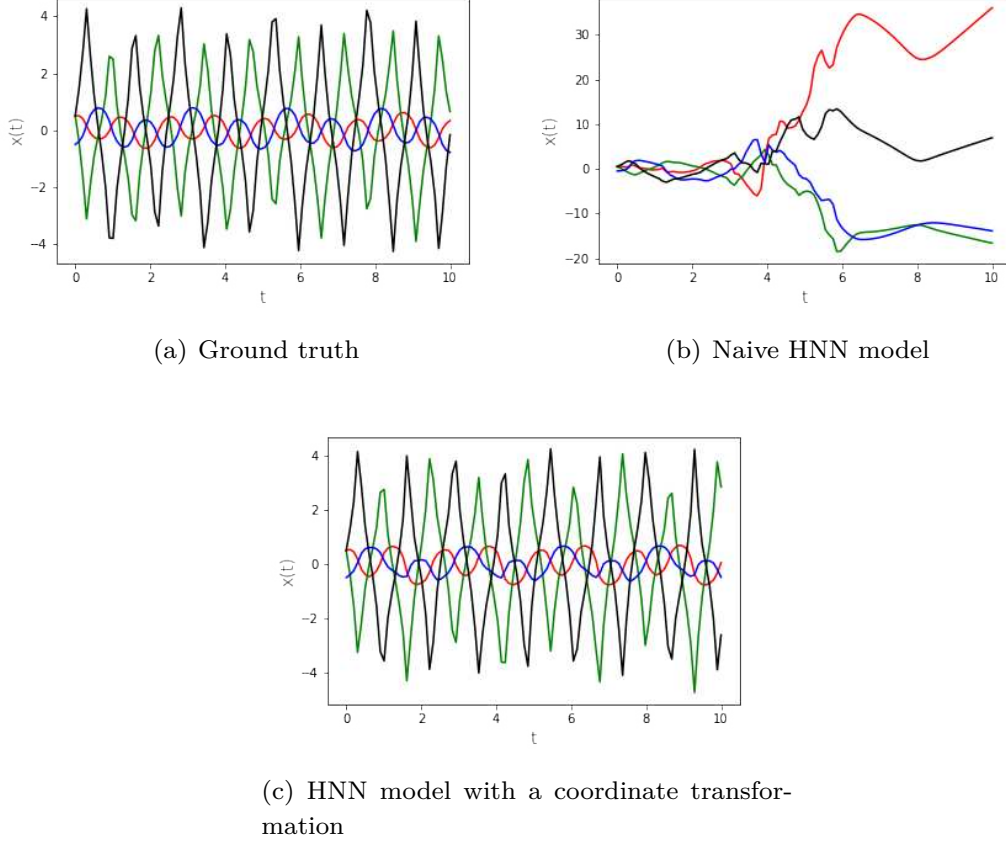 4
2
0
−2
−4
x(t)
0 2 4 6 8 10
t
(a) Ground truth
30
20
10
0
−10
−20
x(t)
0 2 4 6 8 10
t
(b) Naive HNN model
4
2
0
−2
−4
x(t)
0 2 4 6 8 10
t
(c) HNN model with a coordinate transfor-
mation